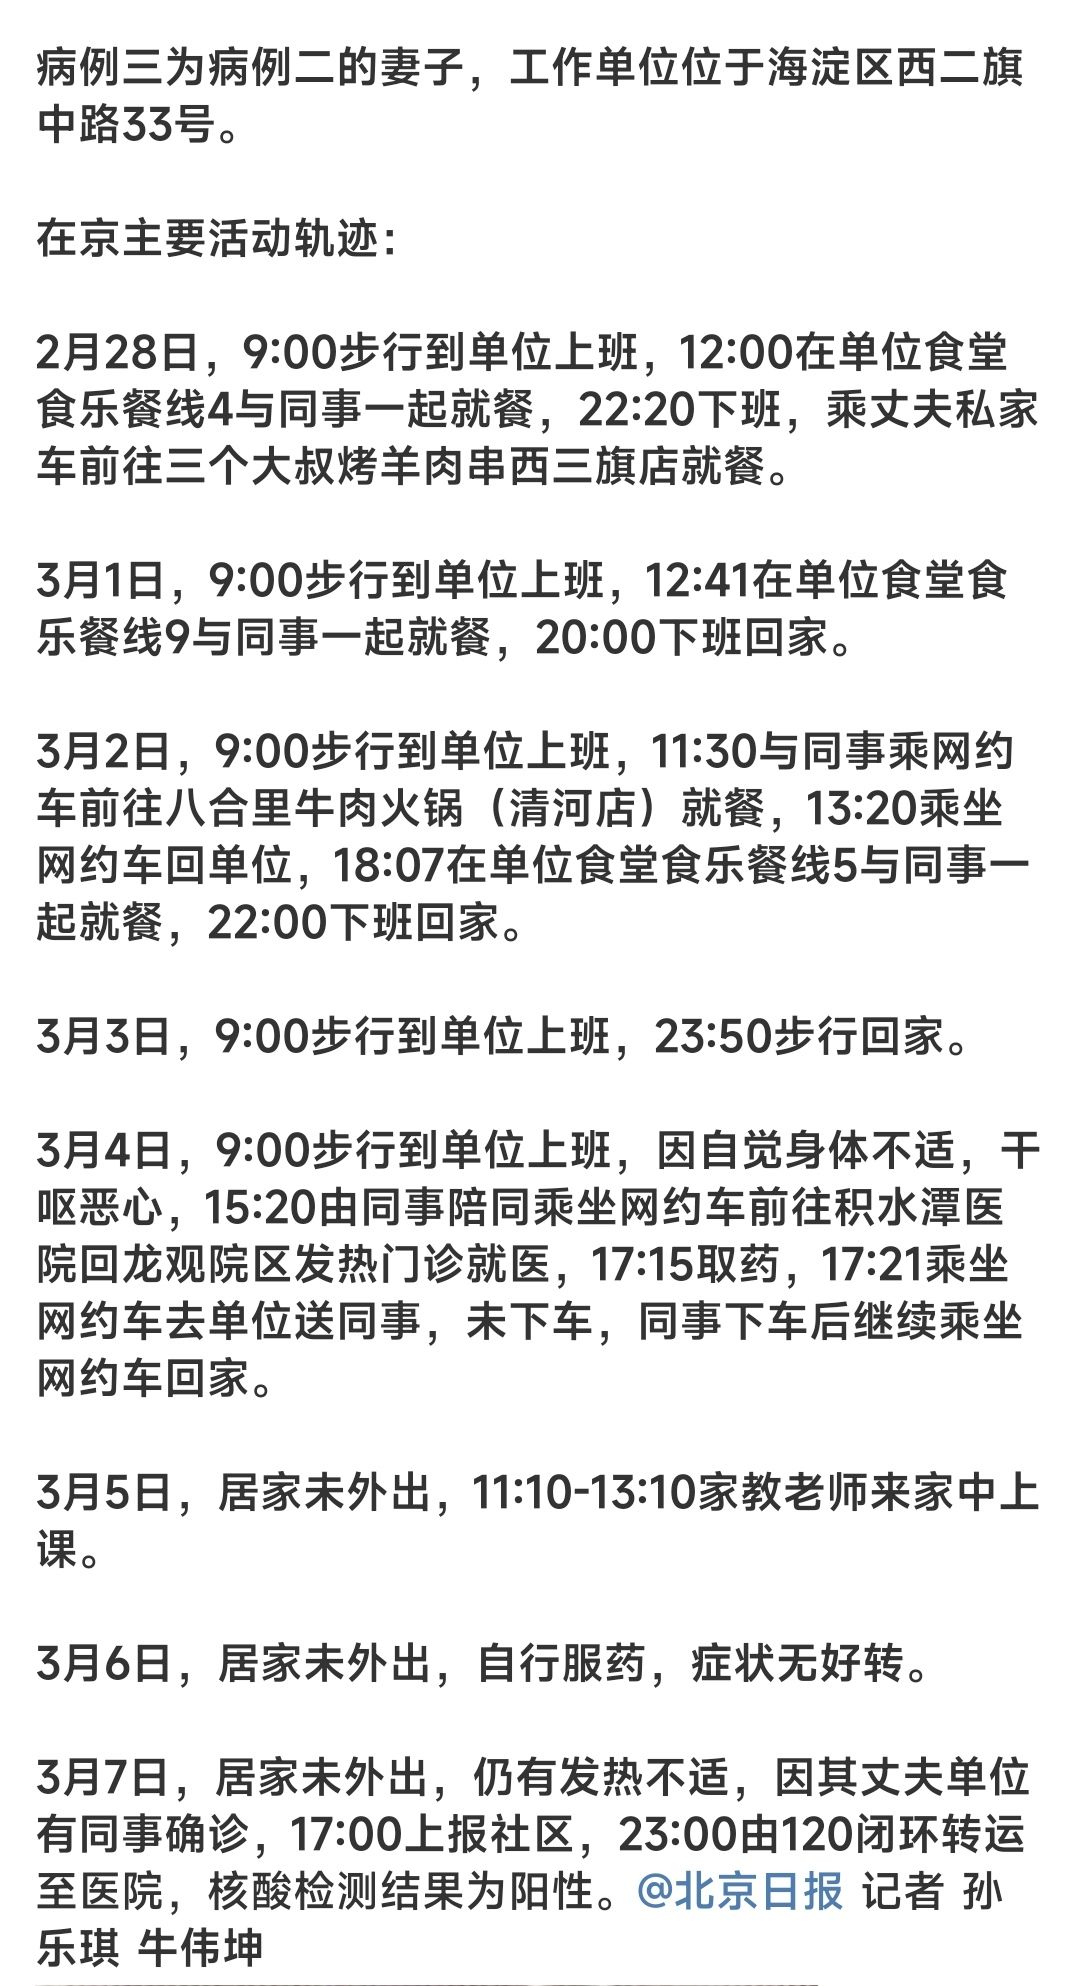 病例三为病例二的妻子，工作单位位于海淀区西二旗
中路33号。
在京主要活动轨迹：
2月28日，9:00步行到单位上班，12:00在单位食堂
食乐餐线4与同事一起就餐，22:20下班，乘丈夫私家
车前往三个大叔烤羊肉串西三旗店就餐。
3月1日，9:00步行到单位上班，12:41在单位食堂食
乐餐线9与同事一起就餐，20:00下班回家。
3月2日，9:00步行到单位上班，11:30与同事乘网约
车前往八合里牛肉火锅（清河店）就餐，13:20乘坐
网约车回单位，18:07在单位食堂食乐餐线5与同事一
起就餐，22:00下班回家。
3月3日，9:00步行到单位上班，23:50步行回家。
3月4日，9:00步行到单位上班，因自觉身体不适，干
呕恶心，15:20由同事陪同乘坐网约车前往积水潭医
院回龙观院区发热门诊就医，17:15取药，17:21乘坐
网约车去单位送同事，未下车，同事下车后继续乘坐
网约车回家。
3月5日，居家未外出，11:10-13:10家教老师来家中上
课。
3月6日，居家未外出，自行服药，症状无好转。
3月7日，居家未外出，仍有发热不适，因其丈夫单位
有同事确诊，17:00上报社区，23:00由120闭环转运
至医院，核酸检测结果为阳性。@北京日报 记者 孙
乐琪 牛伟坤